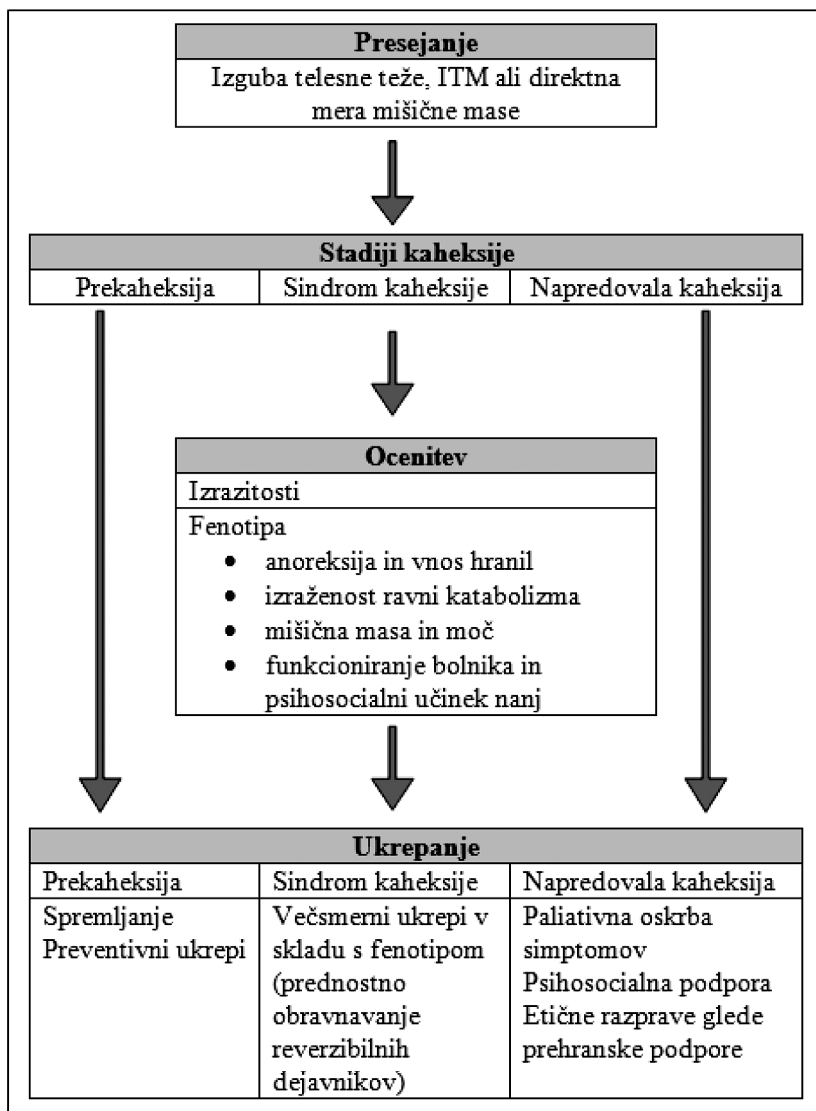 Presejanje
Izguba telesne teže, ITM ali direktna
mera mišične mase
Stadiji kaheksije
Prekaheksija
Sindrom kaheksije
Napredovala kaheksija
Ocenitev
Izrazitosti
Fenotipa
• anoreksija in vnos hranil
• izraženost ravni katabolizma
• mišična masa in moč
• funkcioniranje bolnika in
psihosocialni učinek nanj
Ukrepanje
Prekaheksija
Spremljanje
Preventivni ukrepi
Sindrom kaheksije
Večsmerni ukrepi v
skladu s fenotipom
(prednostno
obravnavanje
reverzibilnih
dejavnikov)
Napredovala kaheksija
Paliativna oskrba
simptomov
Psihosocialna podpora
Etične razprave glede
prehranske podpore